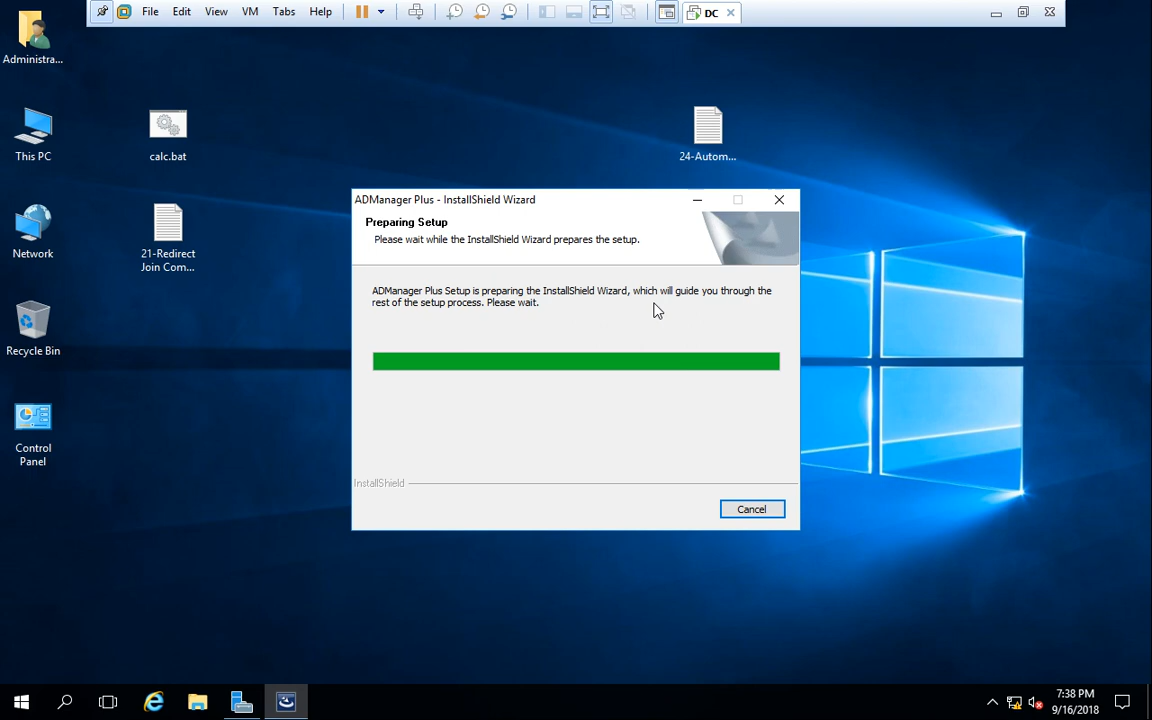 File Edit View VM Tabs Help DC
Administra...
This PC
calc.bat
24-Autom...
Network
21-Redirect
Join Com...
Recycle Bin
Control
Panel
ADManager Plus - InstallShield Wizard
Preparing Setup
Please wait while the InstallShield Wizard prepares the setup.
ADManager Plus Setup is preparing the InstallShield Wizard, which will guide you through the
rest of the setup process. Please wait.
InstallShield
Cancel
7:38 PM
9/16/2018